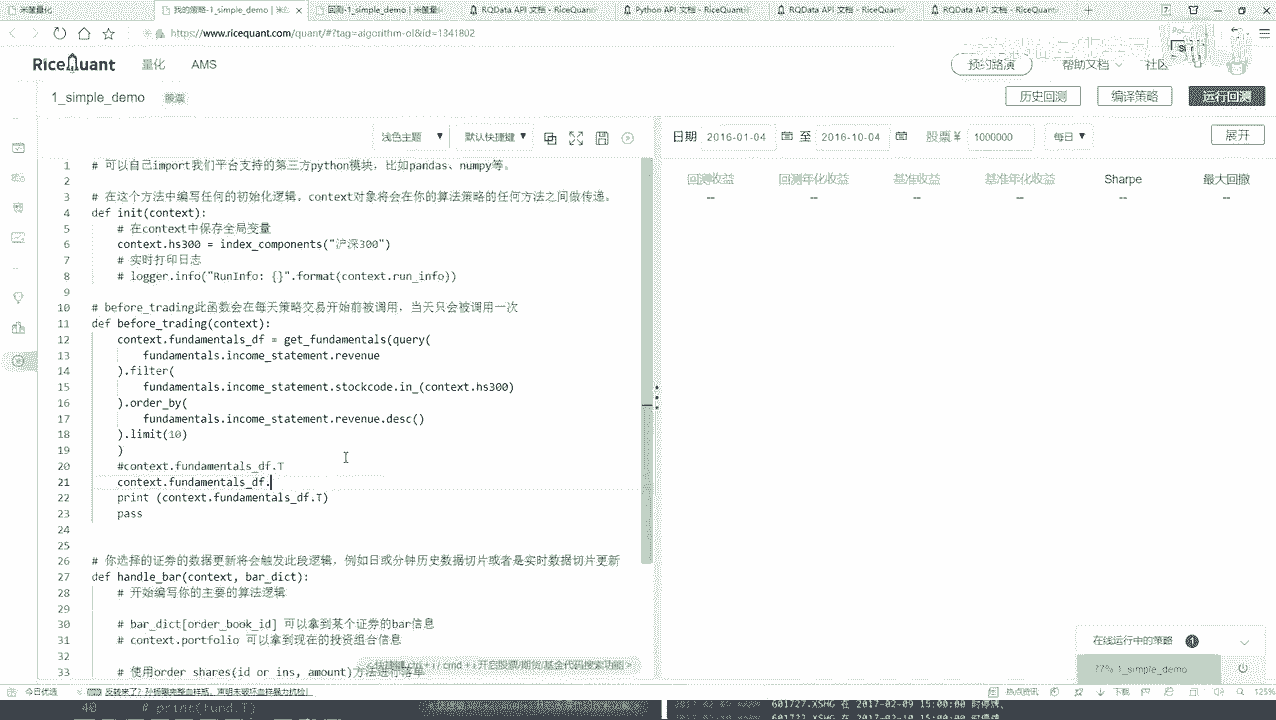 米筐量化
我的策略-1_simple_demo | 米
回测-1_simple_demo | 米筐量
RQData API 文档 - RiceQuan
Python API 文档 - RiceQuant
RQData API 文档 - RiceQuan
RQData API 文档 - RiceQuan
https://www.ricequant.com/quant/#?tag=algorithm-ol&id=1341802
RiceQuant
量化
AMS
预约路演
帮助文档
社区
1_simple_demo
历史回测
编译策略
运行回测
浅色主题
默认快捷键
日期 2016-01-04 至 2016-10-04 股票¥ 1000000 每日
展开
回测收益 回测年化收益 基准收益 基准年化收益 Sharpe 最大回撤
-- -- -- -- -- --
1 # 可以自己import我们平台支持的第三方python模块，比如pandas、numpy等。
2
3 # 在这个方法中编写任何的初始化逻辑。context对象将会在你的算法策略的任何方法之间做传递。
4 def init(context):
5 # 在context中保存全局变量
6 context.hs300 = index_components("沪深300")
7 # 实时打印日志
8 # logger.info("RunInfo: {}".format(context.run_info))
9
10 # before_trading此函数会在每天策略交易开始前被调用，当天只会被调用一次
11 def before_trading(context):
12 context.fundamentals_df = get_fundamentals(query(
13 fundamentals.income_statement.revenue
14 ).filter(
15 fundamentals.income_statement.stockcode.in_(context.hs300)
16 ).order_by(
17 fundamentals.income_statement.revenue.desc()
18 ).limit(10)
19 )
20 #context.fundamentals_df.T
21 context.fundamentals_df.
22 print (context.fundamentals_df.T)
23 pass
24
25
26 # 你选择的证券的数据更新将会触发此段逻辑，例如日或分钟历史数据切片或者是实时数据切片更新
27 def handle_bar(context, bar_dict):
28 # 开始编写你的主要的算法逻辑
29
30 # bar_dict[order_book_id] 可以拿到某个证券的bar信息
31 # context.portfolio 可以拿到现在的投资组合信息
32
33 # 使用order_shares(id_or_ins, amount)方法进行落单
在线运行中的策略 1
77% 1_simple_demo
今日优选
热点资讯
下载
125%
40 # print(fund.T)
601727.XSHG 在 2017-02-09 15:00:00 时停牌。
601727.XSHG 在 2017-02-10 15:00:00 时停牌